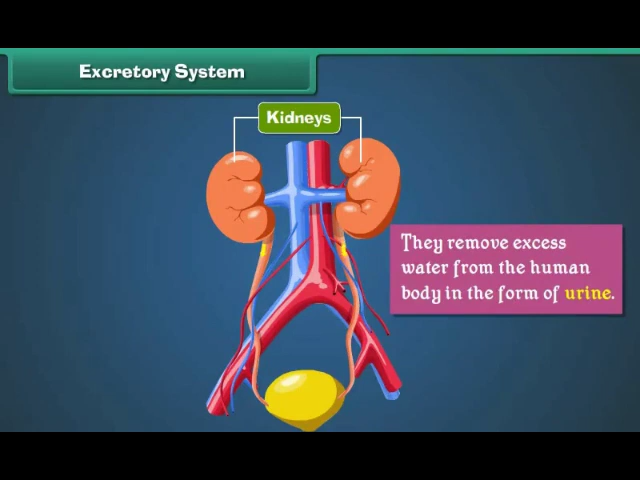 Excretory System
Kidneys
They remove excess
water from the human
body in the form of urine.